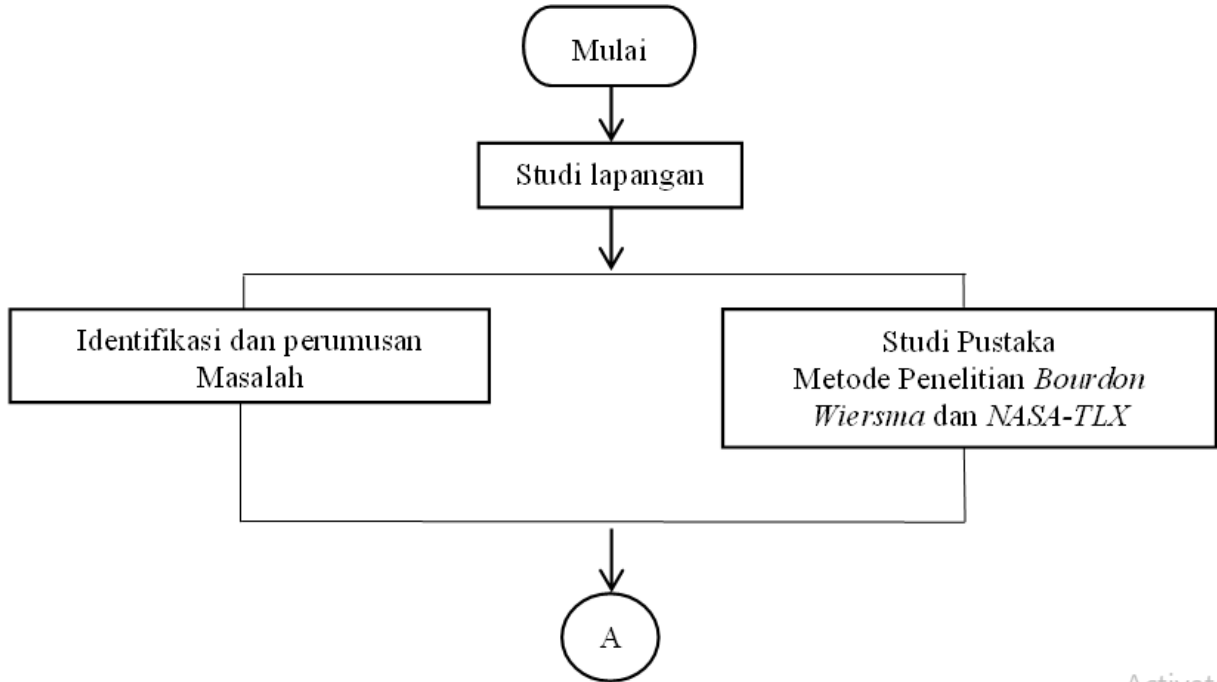 Mulai
Studi lapangan
Identifikasi dan perumusan
Masalah
Studi Pustaka
Metode Penelitian Bourdon
Wiersma dan NASA-TLX
A